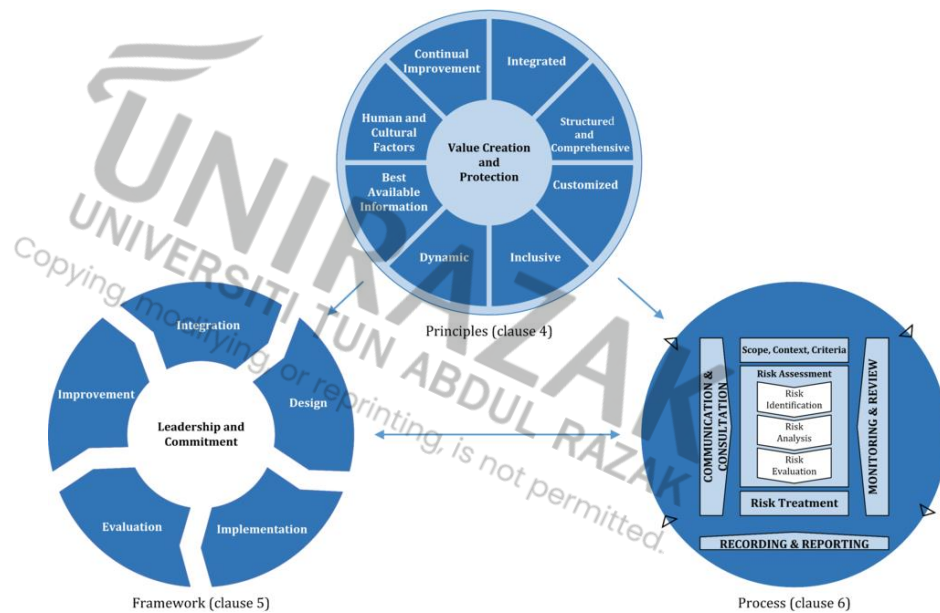 Continual
Improvement
Integrated
Human and
Cultural
Factors
Structured
and
Comprehensive
Value Creation
and
Protection
Best
Available
Information
Customized
Dynamic
Inclusive
Principles (clause 4)
Integration
Improvement
Design
Leadership and
Commitment
Evaluation
Implementation
Framework (clause 5)
Scope, Context, Criteria
Risk Assessment
Risk
Identification
Risk
Analysis
Risk
Evaluation
Risk Treatment
COMMUNICATION &
CONSULTATION
MONITORING & REVIEW
RECORDING & REPORTING
Process (clause 6)
UNIRAZAK
UNIVERSITI TUN ABDUL RAZAK
Copying, modifying, or reprinting, is not permitted.